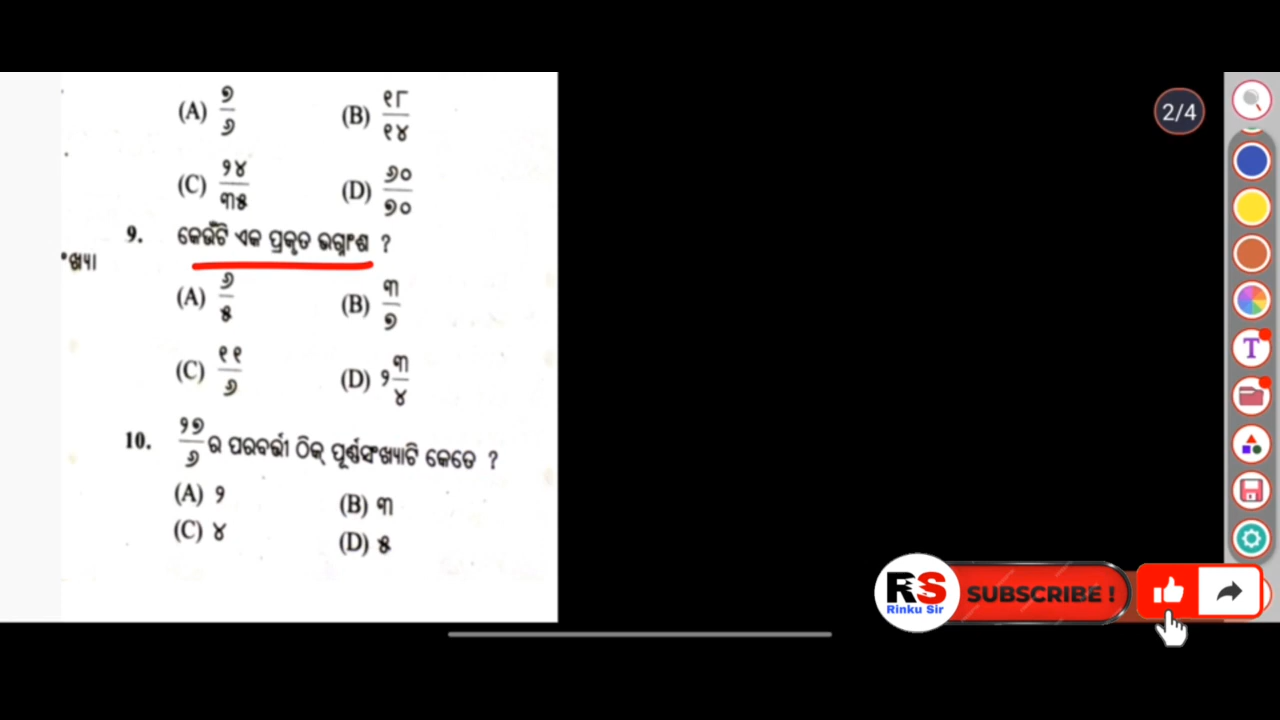 (A) ୭/୬ (B) ୧୮/୧୪
(C) ୨୪/୩୫ (D) ୬୦/୭୦
9. କେଉଁଟି ଏକ ପ୍ରକୃତ ଭଗ୍ନାଂଶ ?
ଂଖ୍ୟା
(A) ୬/୫ (B) ୩/୭
(C) ୧୧/୬ (D) ୨ ୩/୪
10. ୨୭/୬ ର ପରବର୍ତ୍ତୀ ଠିକ୍ ପୂର୍ଣ୍ଣସଂଖ୍ୟାଟି କେତେ ?
(A) ୨ (B) ୩
(C) ୪ (D) ୫
2/4
T
RS
Rinku Sir
SUBSCRIBE !